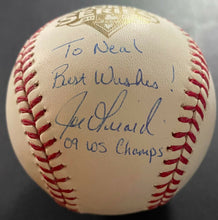 To Neal
Best Wishes !
Joe Girardi
09 WS Champs